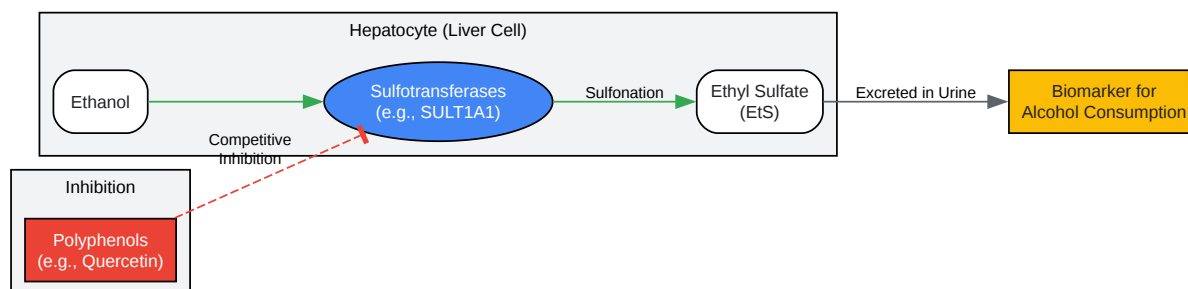 Hepatocyte (Liver Cell)
Ethanol
Sulfotransferases
(e.g., SULT1A1)
Sulfonation
Ethyl Sulfate
(EtS)
Excreted in Urine
Biomarker for
Alcohol Consumption
Competitive
Inhibition
Inhibition
Polyphenols
(e.g., Quercetin)